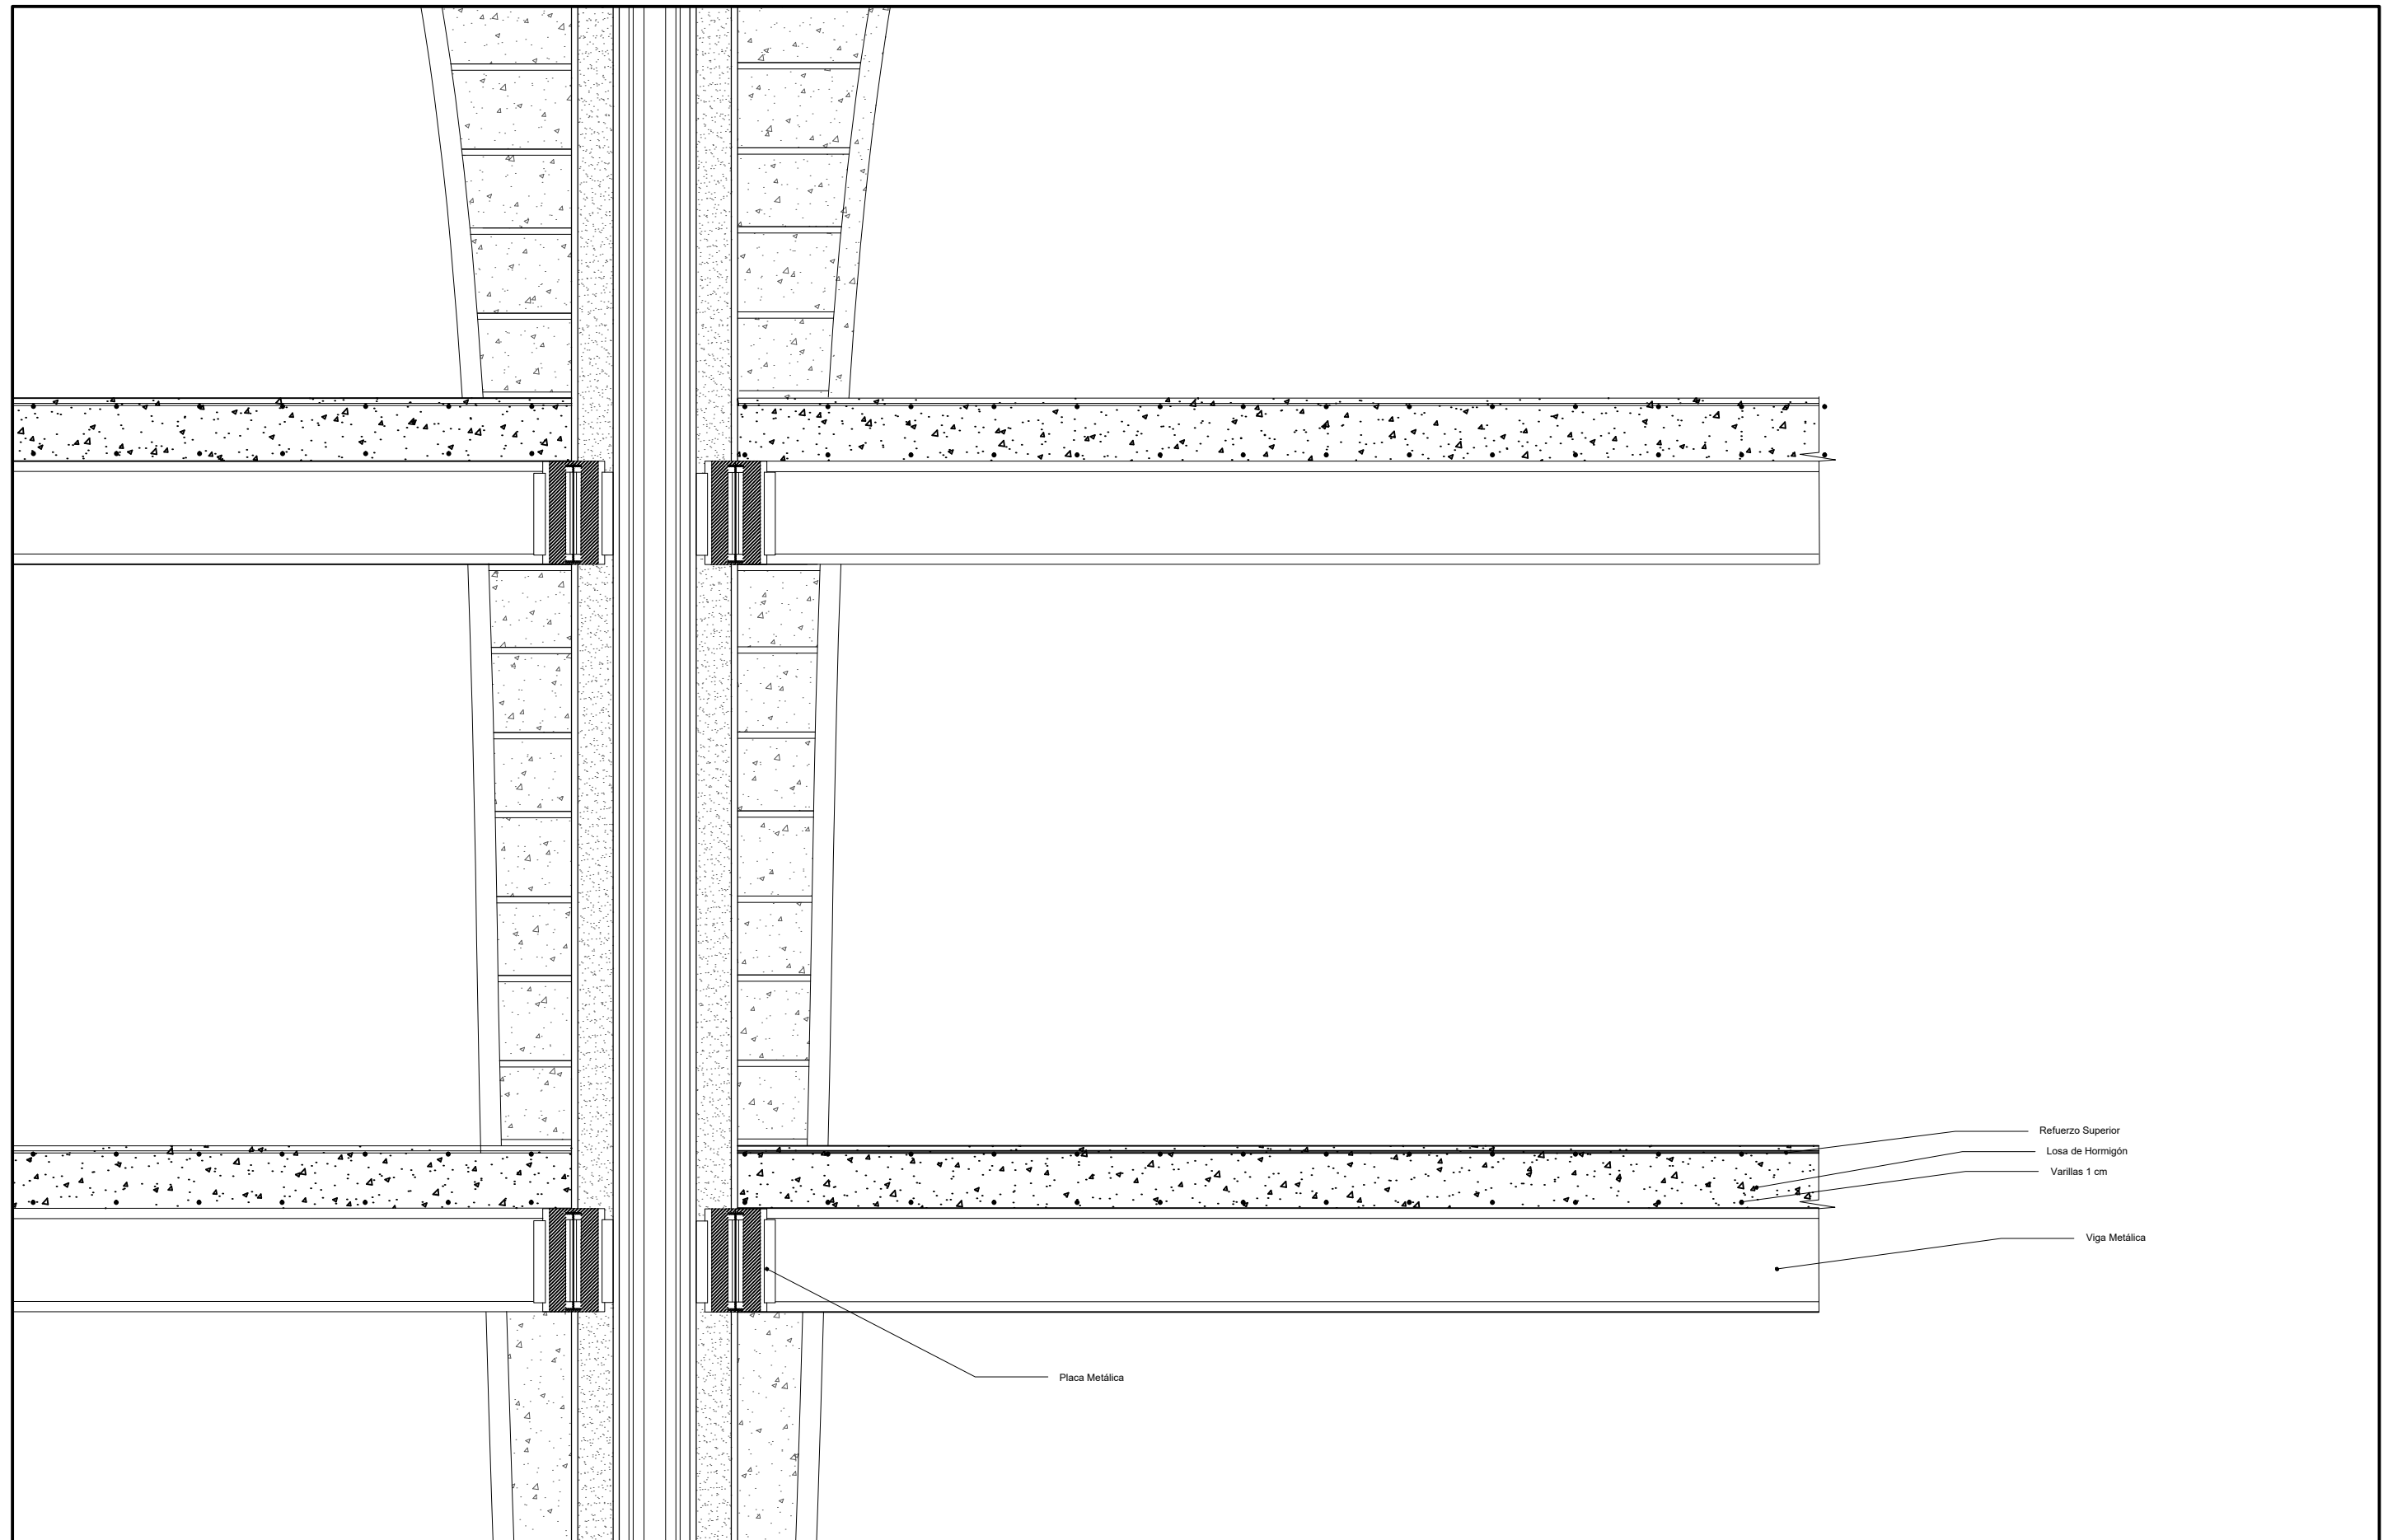 Refuerzo Superior
Losa de Hormigón
Varillas 1 cm
Viga Metálica
Placa Metálica